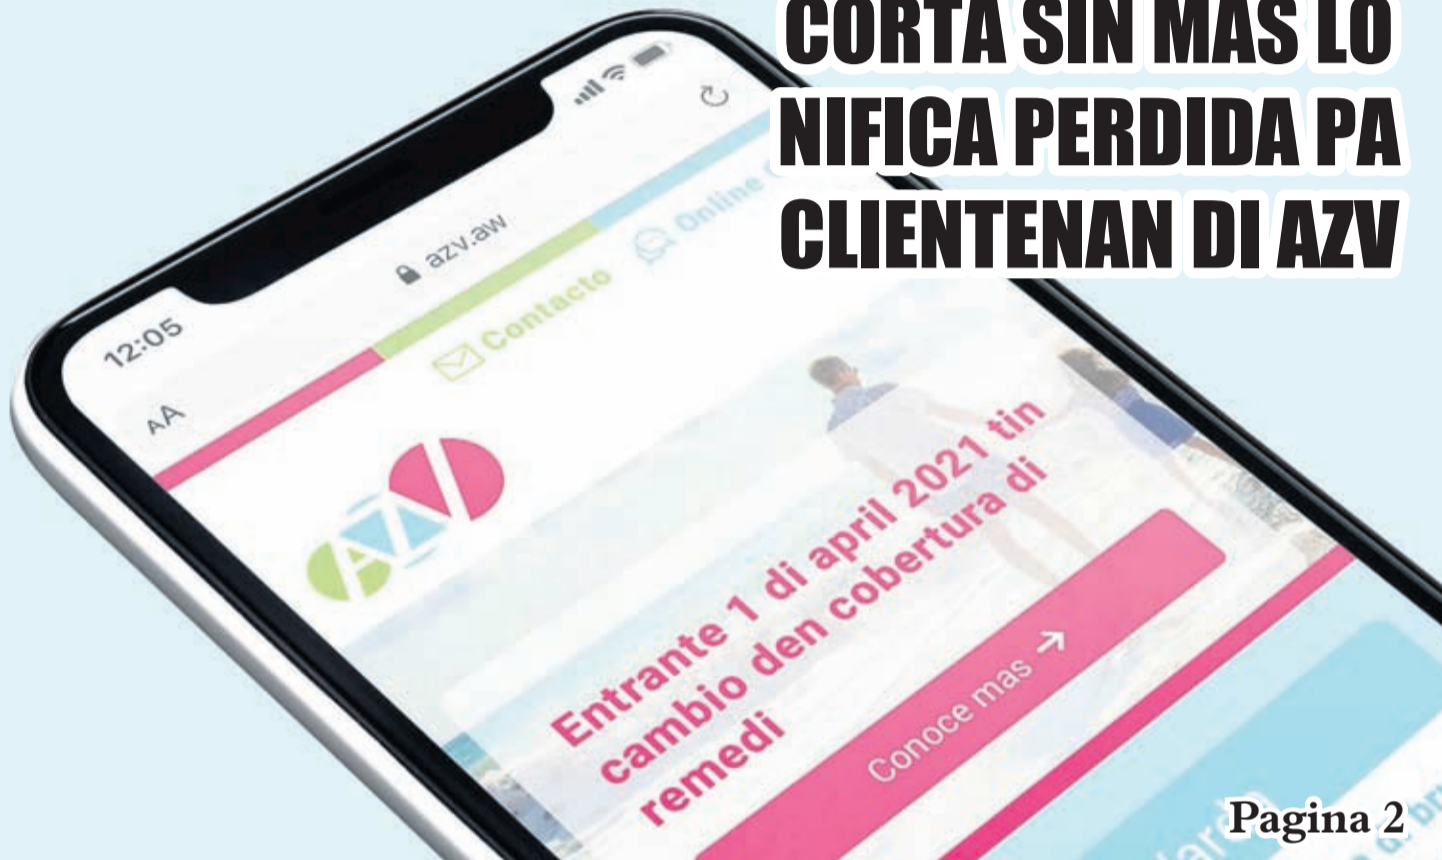 CORTA SIN MAS LO
NIFICA PERDIDA PA
CLIENTENAN DI AZV
12:05
AA
azv.aw
Contacto
Online
AZV
Entrante 1 di april 2021 tin
cambio den cobertura di
remedi
Conoce mas →
Pagina 2